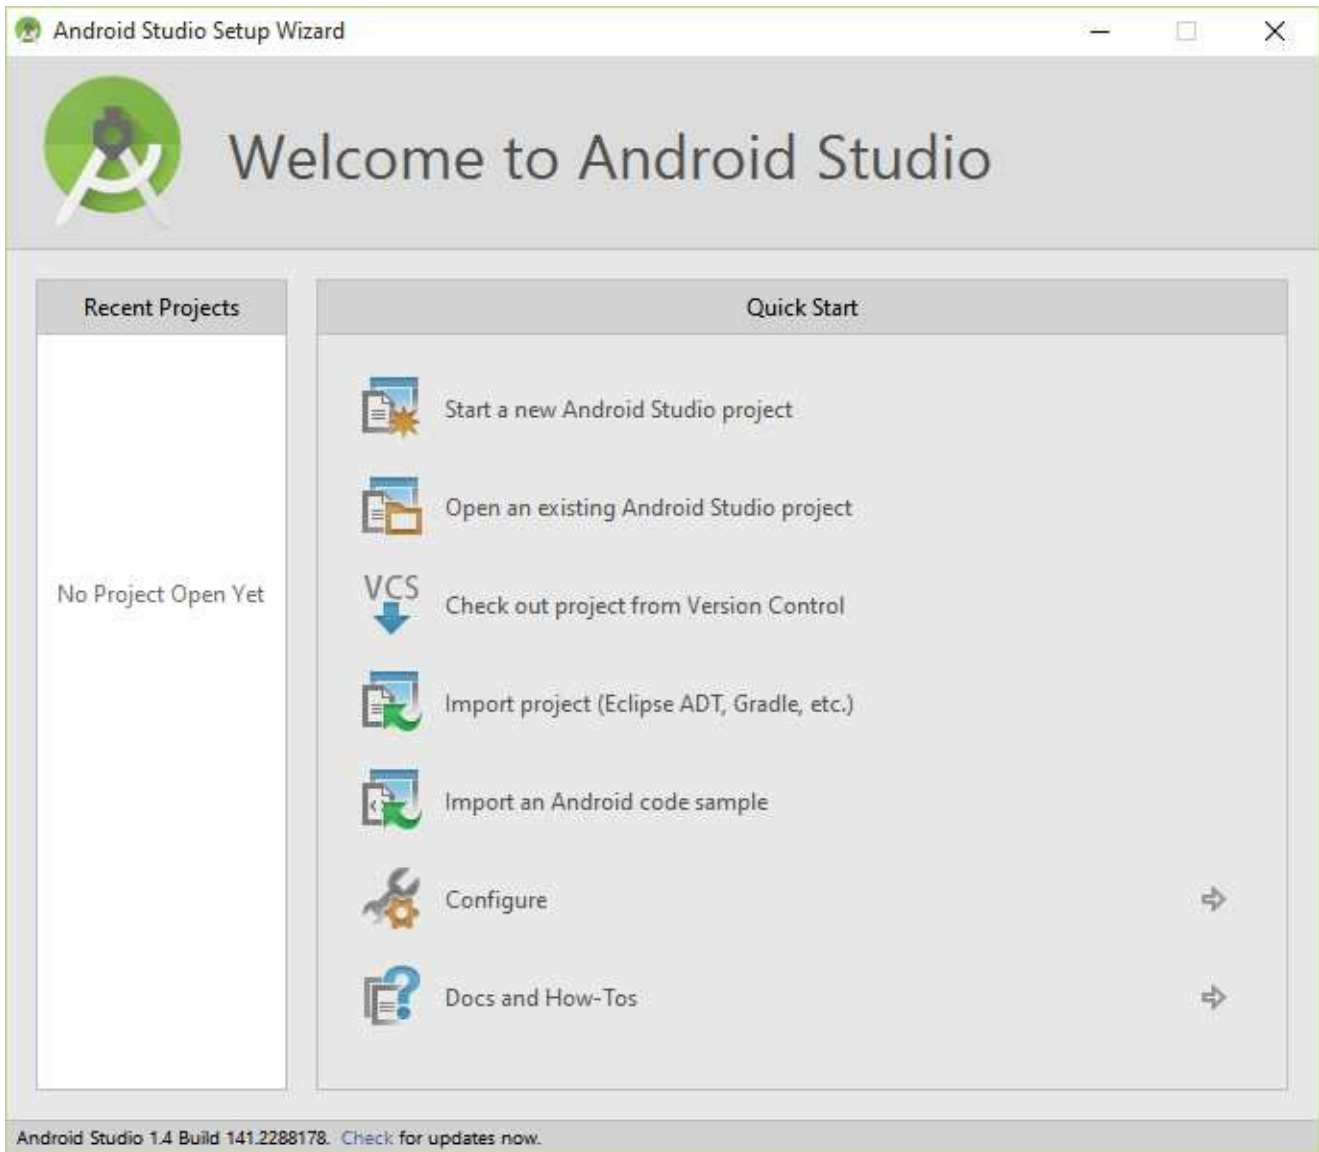 Android Studio Setup Wizard
Welcome to Android Studio
Recent Projects
No Project Open Yet
Quick Start
Start a new Android Studio project
Open an existing Android Studio project
VCS
Check out project from Version Control
Import project (Eclipse ADT, Gradle, etc.)
Import an Android code sample
Configure
Docs and How-Tos
Android Studio 1.4 Build 141.2288178. Check for updates now.